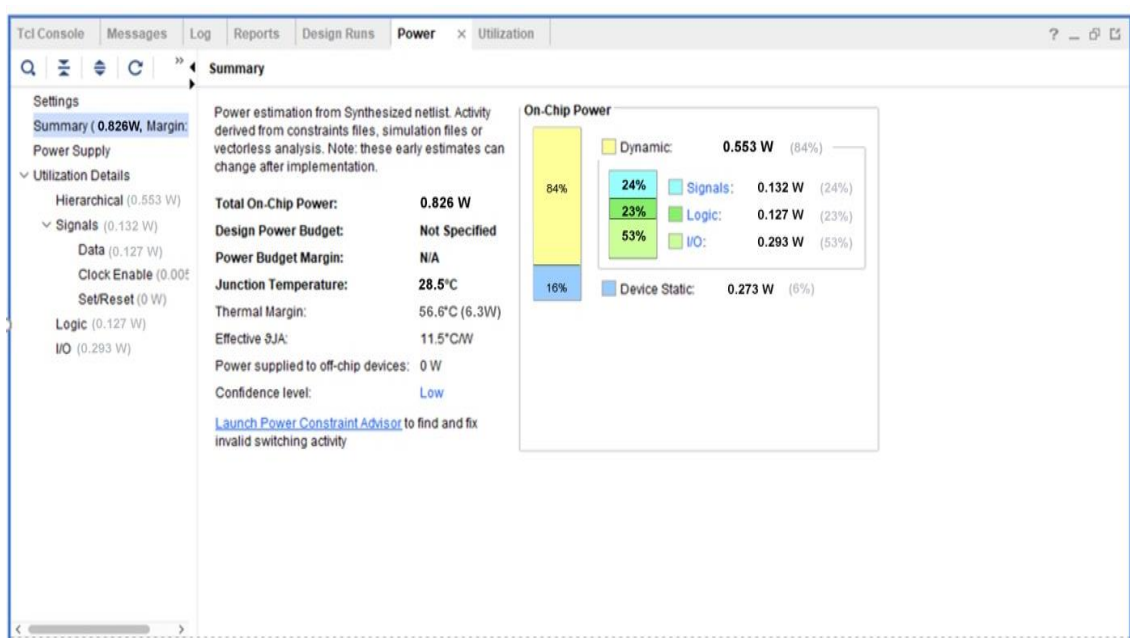 Tcl Console Messages Log Reports Design Runs Power × Utilization ? _
» Summary
Settings
Summary ( 0.826W, Margin:
Power Supply
Utilization Details
Hierarchical (0.553 W)
Signals (0.132 W)
Data (0.127 W)
Clock Enable (0.005
Set/Reset (0 W)
Logic (0.127 W)
I/O (0.293 W)
Power estimation from Synthesized netlist. Activity
derived from constraints files, simulation files or
vectorless analysis. Note: these early estimates can
change after implementation.
Total On-Chip Power: 0.826 W
Design Power Budget: Not Specified
Power Budget Margin: N/A
Junction Temperature: 28.5°C
Thermal Margin: 56.6°C (6.3W)
Effective ϑJA: 11.5°C/W
Power supplied to off-chip devices: 0 W
Confidence level: Low
Launch Power Constraint Advisor to find and fix
invalid switching activity
On-Chip Power
84%
16%
Dynamic: 0.553 W (84%)
24% Signals: 0.132 W (24%)
23% Logic: 0.127 W (23%)
53% I/O: 0.293 W (53%)
Device Static: 0.273 W (6%)